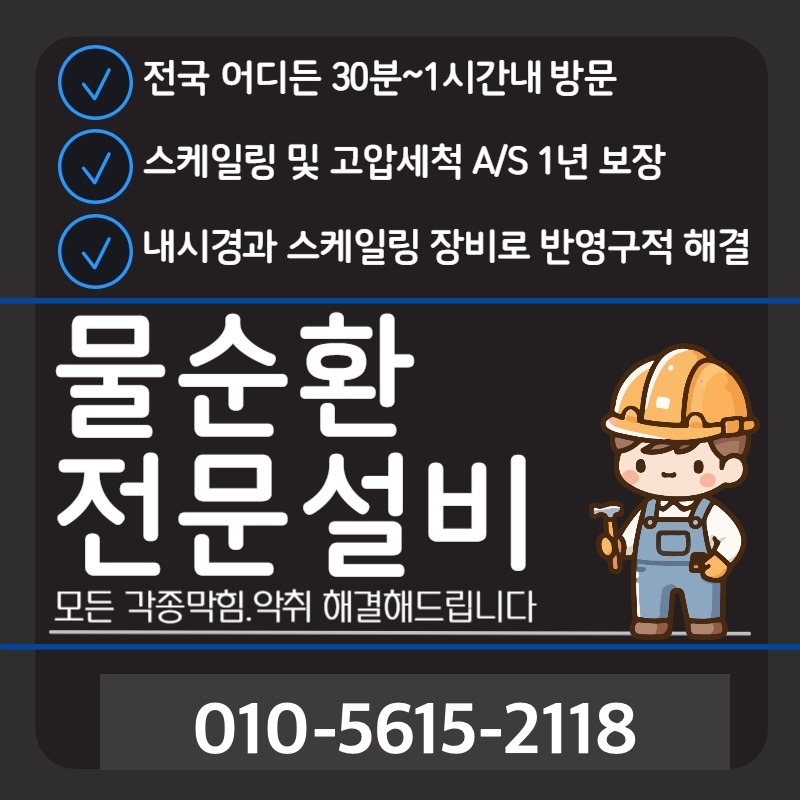 전국 어디든 30분~1시간내 방문
스케일링 및 고압세척 A/S 1년 보장
내시경과 스케일링 장비로 반영구적 해결
물순환
전문설비
모든 각종막힘.악취 해결해드립니다
010-5615-2118